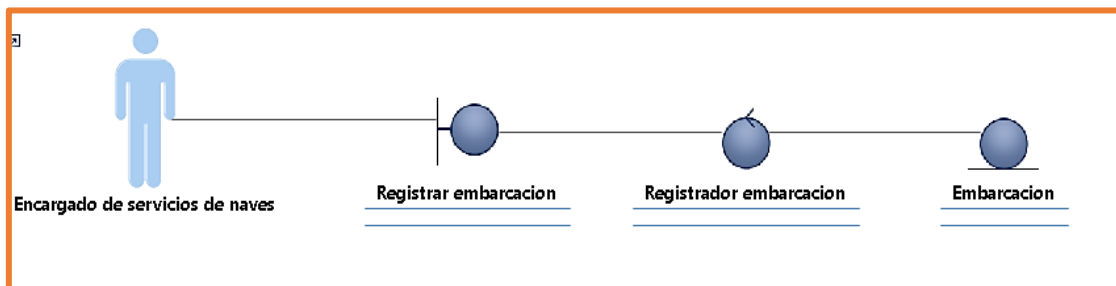 Encargado de servicios de naves
Registrar embarcacion
Registrador embarcacion
Embarcacion